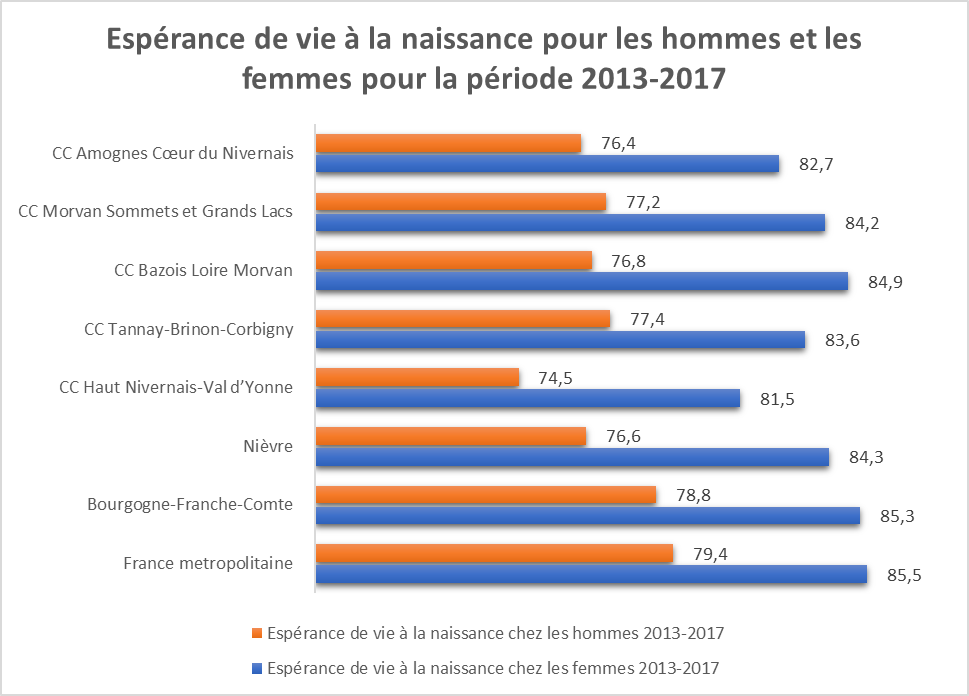 Espérance de vie à la naissance pour les hommes et les
femmes pour la période 2013-2017
CC Amognes Cœur du Nivernais
76,4
82,7
CC Morvan Sommets et Grands Lacs
77,2
84,2
CC Bazois Loire Morvan
76,8
84,9
CC Tannay-Brinon-Corbigny
77,4
83,6
CC Haut Nivernais-Val d’Yonne
74,5
81,5
Nièvre
76,6
84,3
Bourgogne-Franche-Comte
78,8
85,3
France metropolitaine
79,4
85,5
Espérance de vie à la naissance chez les hommes 2013-2017
Espérance de vie à la naissance chez les femmes 2013-2017